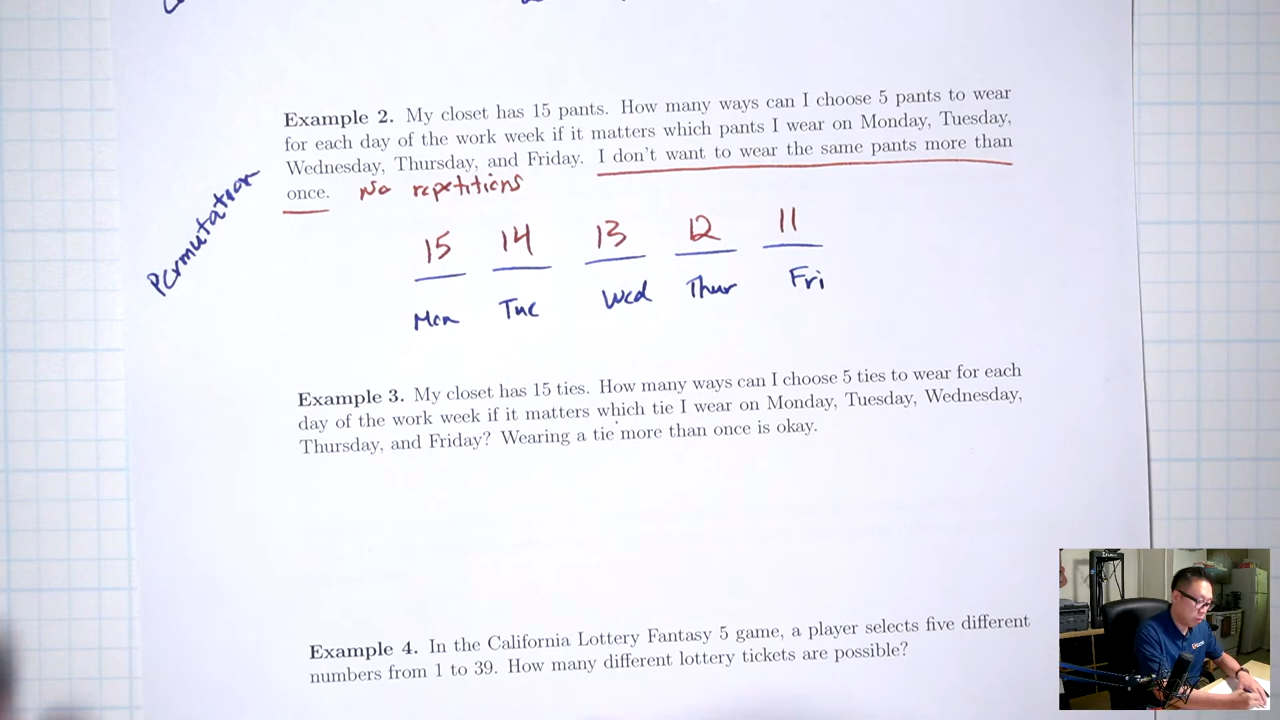 Example 2. My closet has 15 pants. How many ways can I choose 5 pants to wear
for each day of the work week if it matters which pants I wear on Monday, Tuesday,
Wednesday, Thursday, and Friday. I don't want to wear the same pants more than
once. No repetitions
Permutation
15 14 13 12 11
Mon Tue Wed Thur Fri
Example 3. My closet has 15 ties. How many ways can I choose 5 ties to wear for each
day of the work week if it matters which tie I wear on Monday, Tuesday, Wednesday,
Thursday, and Friday? Wearing a tie more than once is okay.
Example 4. In the California Lottery Fantasy 5 game, a player selects five different
numbers from 1 to 39. How many different lottery tickets are possible?